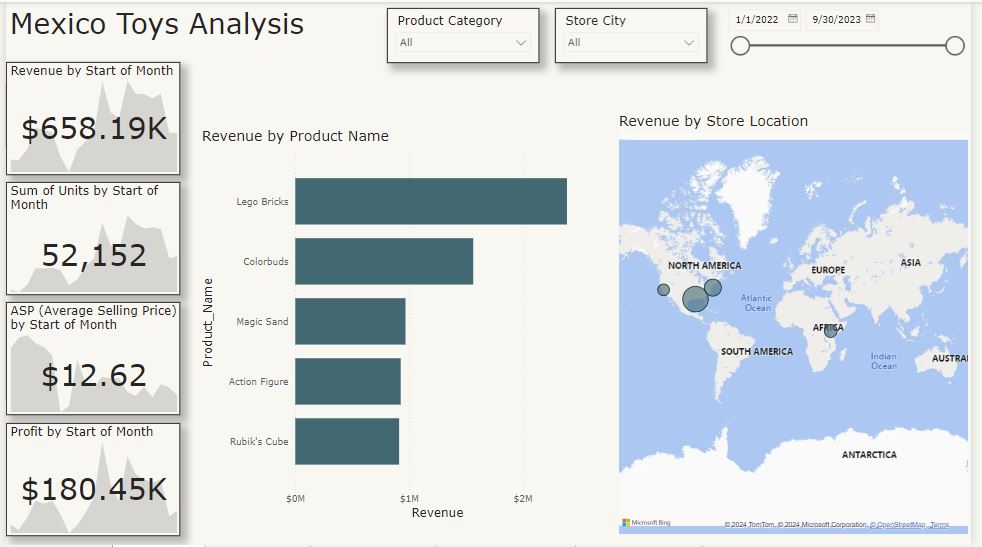 Mexico Toys Analysis
Product Category
All
Store City
All
1/1/2022
9/30/2023
Revenue by Start of Month
$658.19K
Sum of Units by Start of
Month
52,152
ASP (Average Selling Price)
by Start of Month
$12.62
Profit by Start of Month
$180.45K
Revenue by Product Name
Product_Name
Lego Bricks
Colorbuds
Magic Sand
Action Figure
Rubik's Cube
$0M
$1M
$2M
Revenue
Revenue by Store Location
NORTH AMERICA
EUROPE
ASIA
Atlantic
Ocean
AFRICA
SOUTH AMERICA
Indian
Ocean
AUSTRA
ANTARCTICA
Microsoft Bing
© 2024 TomTom, © 2024 Microsoft Corporation, © OpenStreetMap Terms